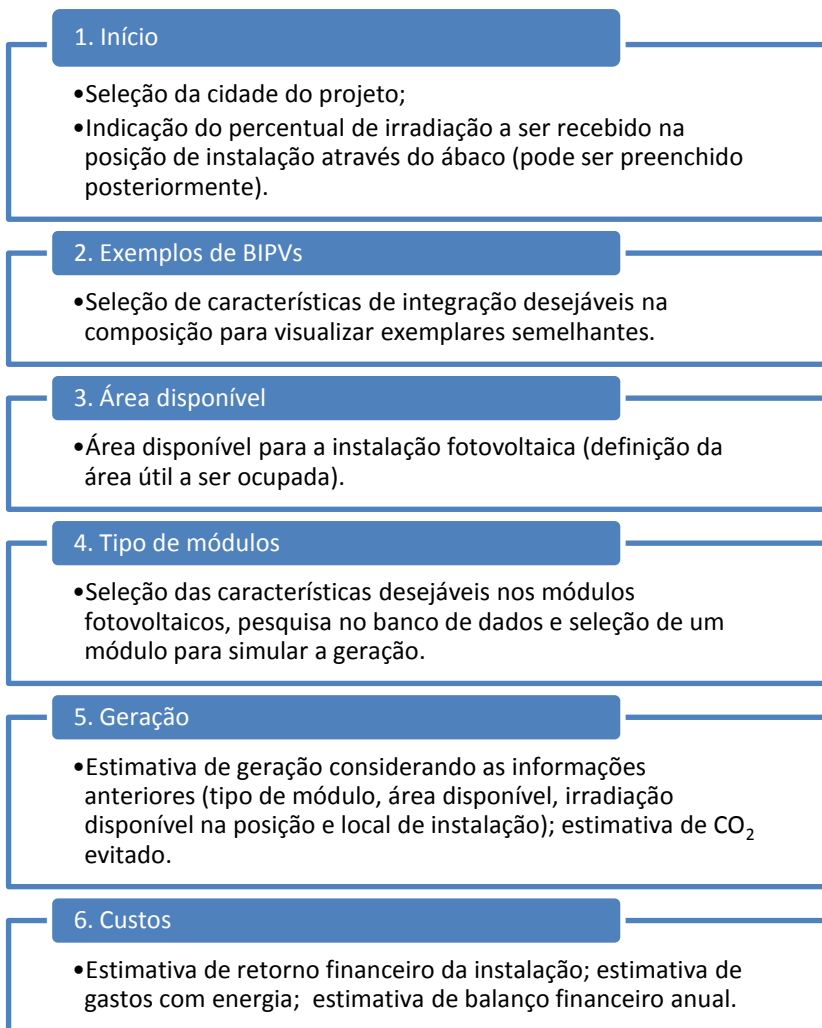 1. Início
•Seleção da cidade do projeto;
•Indicação do percentual de irradiação a ser recebido na
posição de instalação através do ábaco (pode ser preenchido
posteriormente).
2. Exemplos de BIPVs
•Seleção de características de integração desejáveis na
composição para visualizar exemplares semelhantes.
3. Área disponível
•Área disponível para a instalação fotovoltaica (definição da
área útil a ser ocupada).
4. Tipo de módulos
•Seleção das características desejáveis nos módulos
fotovoltaicos, pesquisa no banco de dados e seleção de um
módulo para simular a geração.
5. Geração
•Estimativa de geração considerando as informações
anteriores (tipo de módulo, área disponível, irradiação
disponível na posição e local de instalação); estimativa de CO₂
evitado.
6. Custos
•Estimativa de retorno financeiro da instalação; estimativa de
gastos com energia; estimativa de balanço financeiro anual.